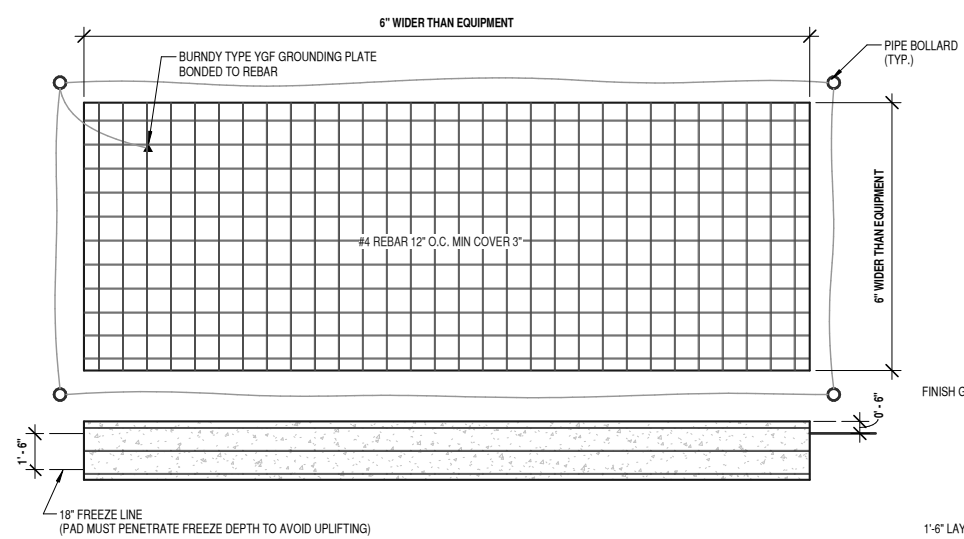 6" WIDER THAN EQUIPMENT
BURNDY TYPE YGF GROUNDING PLATE
BONDED TO REBAR
PIPE BOLLARD
(TYP.)
#4 REBAR 12" O.C. MIN COVER 3"
6" WIDER THAN EQUIPMENT
FINISH G
0' - 6"
1' - 6"
18" FREEZE LINE
(PAD MUST PENETRATE FREEZE DEPTH TO AVOID UPLIFTING)
1'-6" LAY